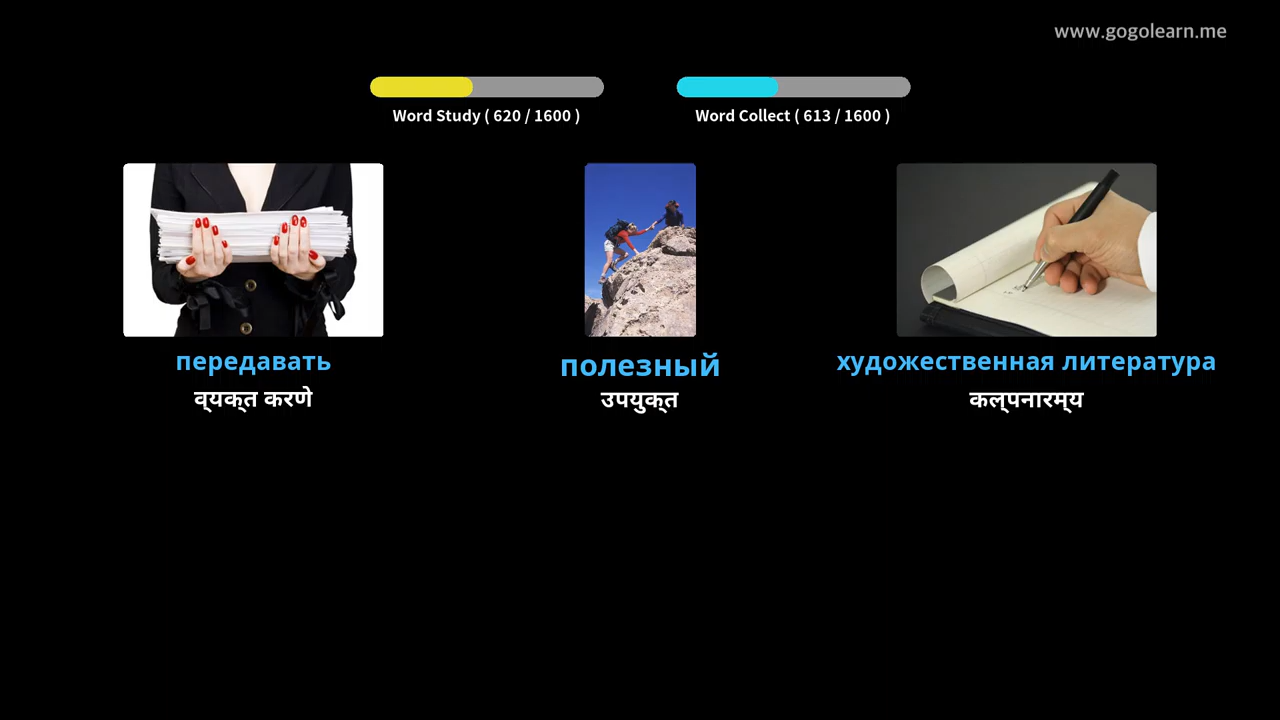 www.gogolearn.me
Word Study ( 620 / 1600 )
Word Collect ( 613 / 1600 )
передавать
व्यक्त करणे
полезный
उपयुक्त
художественная литература
कल्पनारम्य